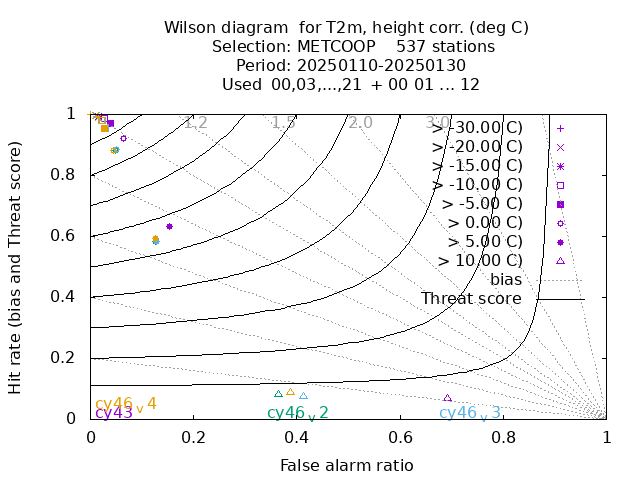 Wilson diagram  for T2m, height corr. (deg C)
Selection: METCOOP    537 stations
Period: 20250110-20250130
Used  00,03,...,21  + 00 01 ... 12
Hit rate (bias and Threat score)
1
0.8
0.6
0.4
0.2
0
1.2
1.5
2.0
3.0
> -30.00 C)
> -20.00 C)
> -15.00 C)
> -10.00 C)
> -5.00 C)
> 0.00 C)
> 5.00 C)
> 10.00 C)
bias
Threat score
cy46_v4
cy43
cy46_v2
cy46_v3
0
0.2
0.4
0.6
0.8
1
False alarm ratio